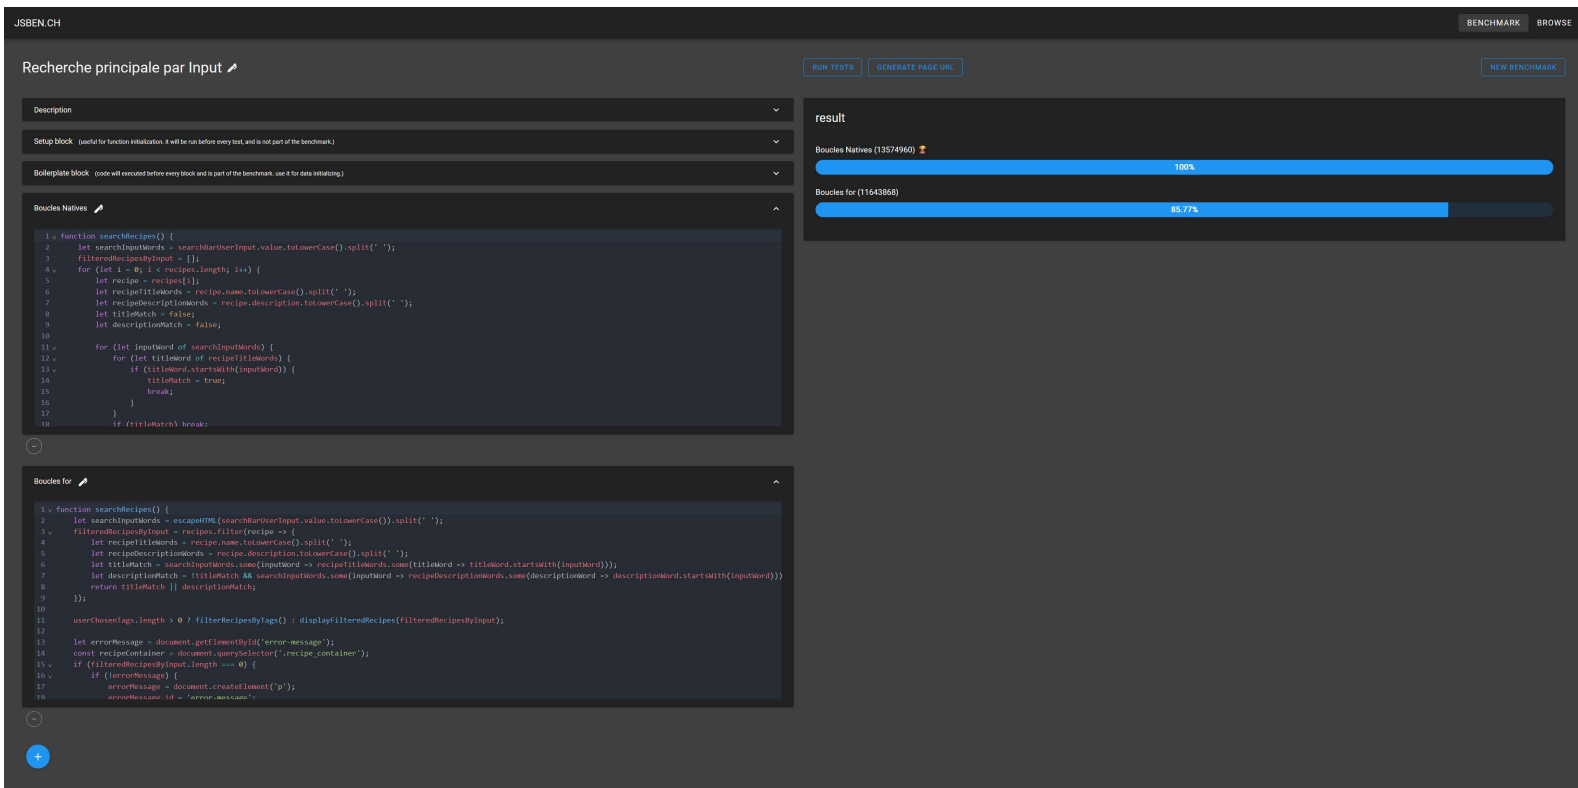 JSBEN.CH
BENCHMARK
BROWSE
Recherche principale par Input
RUN TESTS
GENERATE PAGE URL
NEW BENCHMARK
Description
Setup block (useful for function initialization. it will be run before every test, and is not part of the benchmark.)
Boilerplate block (code will executed before every block and is part of the benchmark. use it for data initializing.)
Boucles Natives
1 function searchRecipes() {
2 let searchInputWords = searchBarUserInput.value.toLowerCase().split(' ');
3 filteredRecipesByInput = [];
4 for (let i = 0; i < recipes.length; i++) {
5 let recipe = recipes[i];
6 let recipeTitleWords = recipe.name.toLowerCase().split(' ');
7 let recipeDescriptionWords = recipe.description.toLowerCase().split(' ');
8 let titleMatch = false;
9 let descriptionMatch = false;
10
11 for (let inputWord of searchInputWords) {
12 for (let titleWord of recipeTitleWords) {
13 if (titleWord.startsWith(inputWord)) {
14 titleMatch = true;
15 break;
16 }
17 }
18 if (titleMatch) break;
Boucles for
1 function searchRecipes() {
2 let searchInputWords = escapeHTML(searchBarUserInput.value.toLowerCase()).split(' ');
3 filteredRecipesByInput = recipes.filter(recipe => {
4 let recipeTitleWords = recipe.name.toLowerCase().split(' ');
5 let recipeDescriptionWords = recipe.description.toLowerCase().split(' ');
6 let titleMatch = searchInputWords.some(inputWord => recipeTitleWords.some(titleWord => titleWord.startsWith(inputWord)));
7 let descriptionMatch = !titleMatch && searchInputWords.some(inputWord => recipeDescriptionWords.some(descriptionWord => descriptionWord.startsWith(inputWord)))
8 return titleMatch || descriptionMatch;
9 });
10
11 userChosenTags.length > 0 ? filterRecipesByTags() : displayFilteredRecipes(filteredRecipesByInput);
12
13 let errorMessage = document.getElementById('error-message');
14 const recipeContainer = document.querySelector('.recipe_container');
15 if (filteredRecipesByInput.length === 0) {
16 if (!errorMessage) {
17 errorMessage = document.createElement('p');
18 errorMessage.id = 'error-message';
result
Boucles Natives (13574960)
100%
Boucles for (11643868)
85.77%